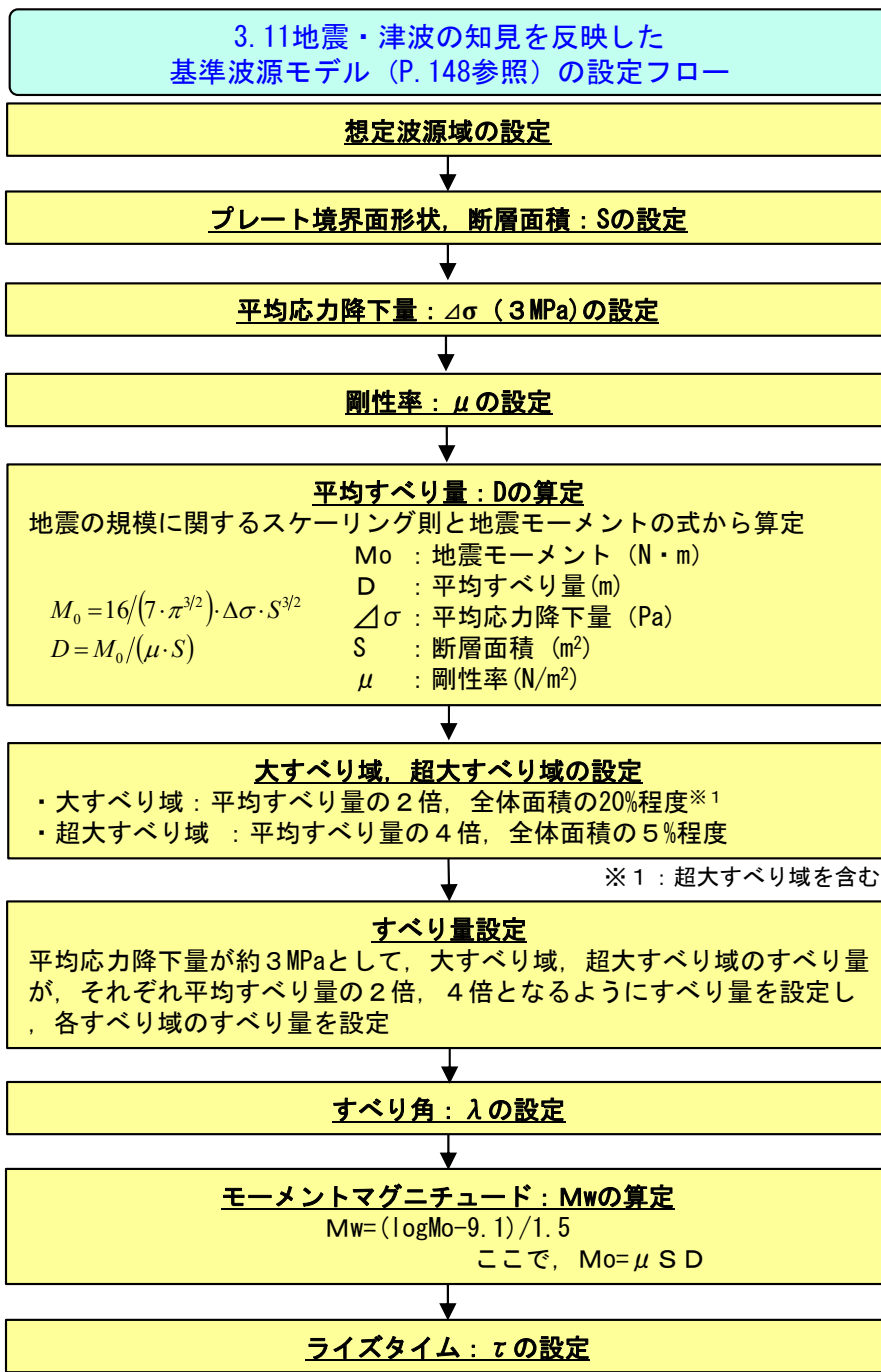 3.11地震・津波の知見を反映した
基準波源モデル（P.148参照）の設定フロー
想定波源域の設定
プレート境界面形状，断層面積：Sの設定
平均応力降下量：⊿σ（３MPa)の設定
剛性率：μの設定
平均すべり量：Dの算定
地震の規模に関するスケーリング則と地震モーメントの式から算定
Ｍo ：地震モーメント（N・m）
Ｄ ：平均すべり量(m)
M₀ = 16/(7・π^{3/2})・Δσ・S^{3/2}
⊿σ：平均応力降下量（Pa）
D = M₀/(μ・S)
S ：断層面積（m²）
μ ：剛性率(N/m²)
大すべり域，超大すべり域の設定
・大すべり域：平均すべり量の２倍，全体面積の20%程度※１
・超大すべり域 ：平均すべり量の４倍，全体面積の５%程度
※１：超大すべり域を含む
すべり量設定
平均応力降下量が約３MPaとして，大すべり域，超大すべり域のすべり量
が，それぞれ平均すべり量の２倍，４倍となるようにすべり量を設定し
，各すべり域のすべり量を設定
すべり角：λの設定
モーメントマグニチュード：Ｍwの算定
Ｍw=(logMo-9.1)/1.5
ここで，Ｍo=μＳＤ
ライズタイム：τの設定